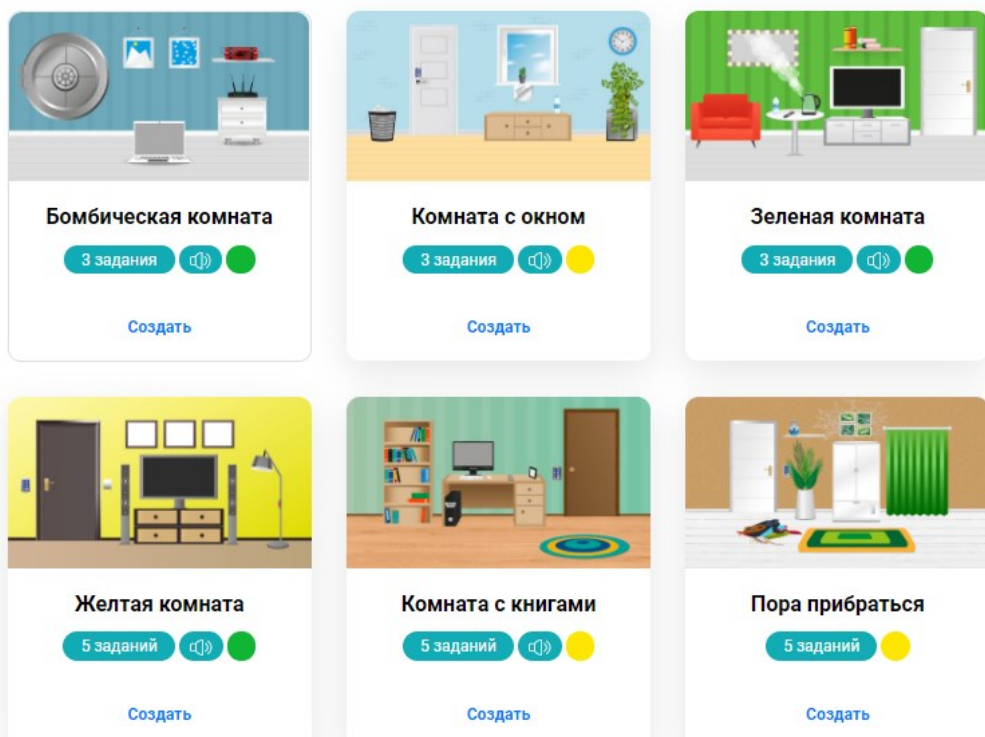 Бомбическая комната
3 задания
Создать
Комната с окном
3 задания
Создать
Зеленая комната
3 задания
Создать
Желтая комната
5 заданий
Создать
Комната с книгами
5 заданий
Создать
Пора прибраться
5 заданий
Создать